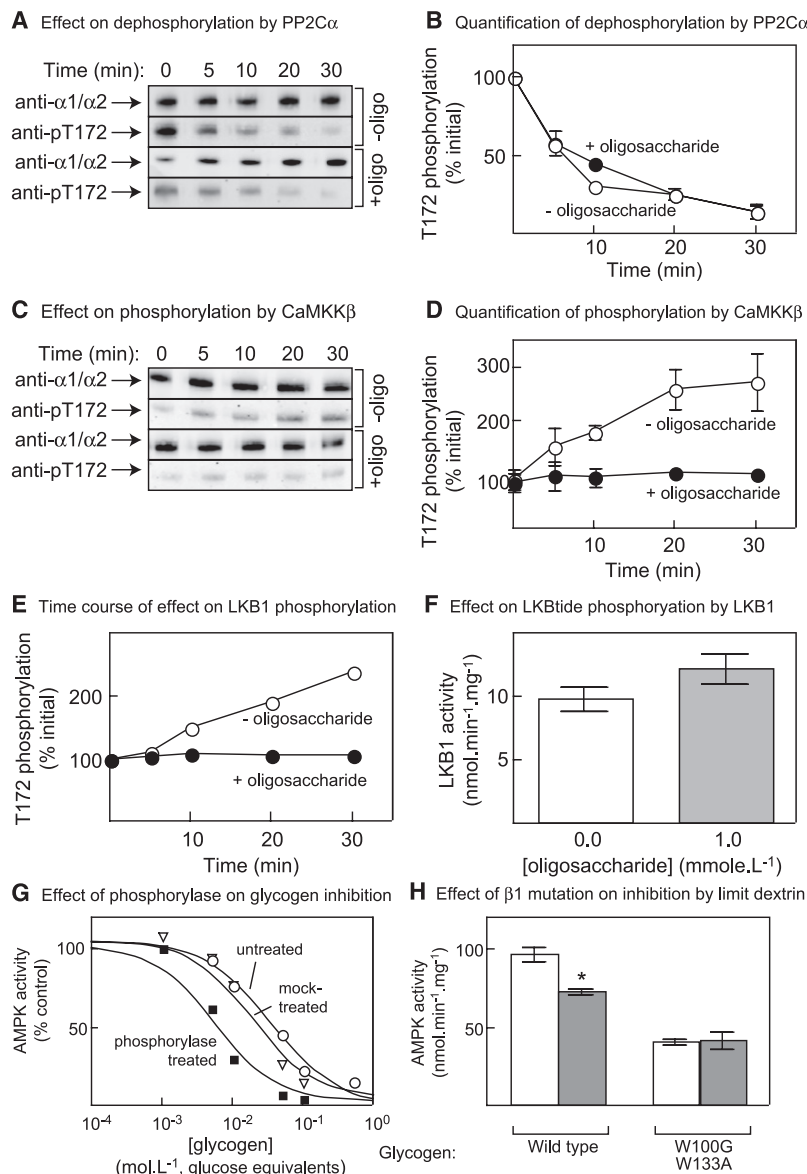 A Effect on dephosphorylation by PP2Cα
Time (min): 0 5 10 20 30
anti-α1/α2
anti-pT172
-oligo
anti-α1/α2
anti-pT172
+oligo
B Quantification of dephosphorylation by PP2Cα
T172 phosphorylation
(% initial)
100
50
+ oligosaccharide
- oligosaccharide
10 20 30
Time (min)
C Effect on phosphorylation by CaMKKβ
Time (min): 0 5 10 20 30
anti-α1/α2
anti-pT172
-oligo
anti-α1/α2
anti-pT172
+oligo
D Quantification of phosphorylation by CaMKKβ
T172 phosphorylation
(% initial)
300
200
100
- oligosaccharide
+ oligosaccharide
10 20 30
Time (min)
E Time course of effect on LKB1 phosphorylation
T172 phosphorylation
(% initial)
200
100
- oligosaccharide
+ oligosaccharide
10 20 30
Time (min)
F Effect on LKBtide phosphoryation by LKB1
LKB1 activity
(nmol.min-1.mg-1)
10
5
0.0 1.0
[oligosaccharide] (mmole.L-1)
G Effect of phosphorylase on glycogen inhibition
AMPK activity
(% control)
100
50
untreated
mock-
treated
phosphorylase
treated
10-4 10-3 10-2 10-1 100
[glycogen]
(mol.L-1, glucose equivalents)
H Effect of β1 mutation on inhibition by limit dextrin
AMPK activity
(nmol.min-1.mg-1)
100
50
*
Glycogen:
Wild type W100G
W133A